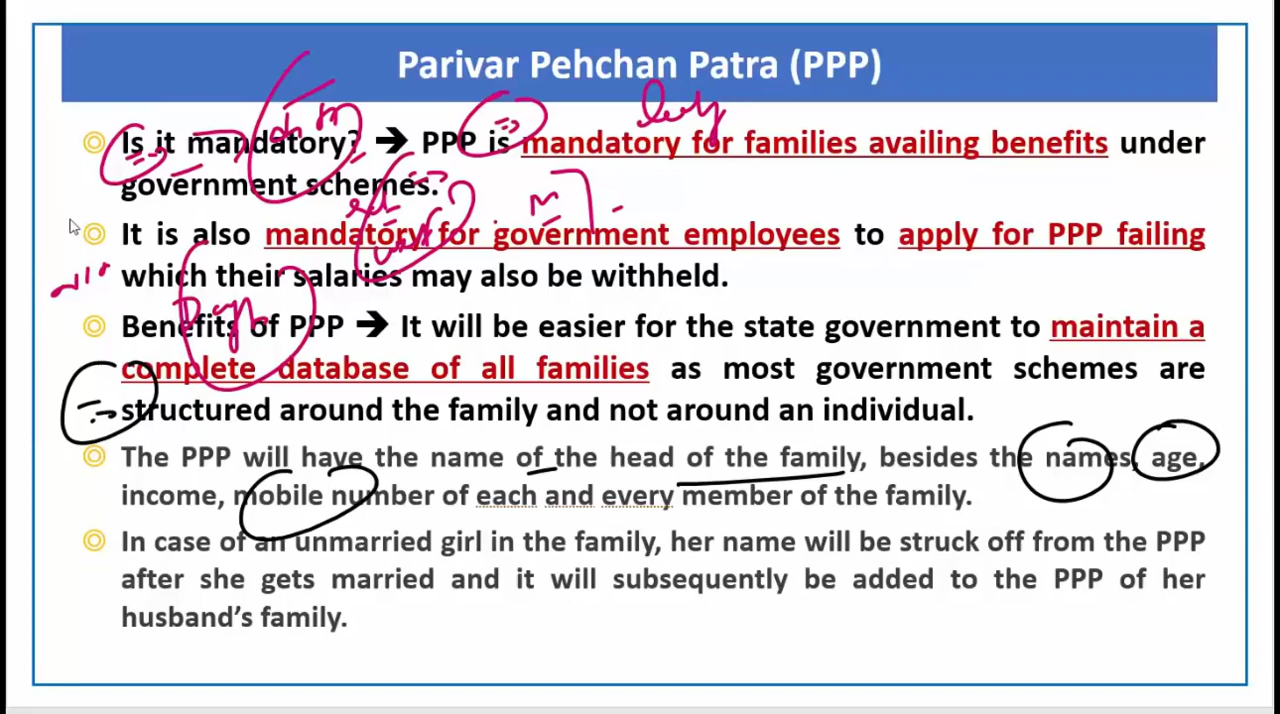 Parivar Pehchan Patra (PPP)
Is it mandatory? → PPP is mandatory for families availing benefits under
government schemes.
It is also mandatory for government employees to apply for PPP failing
which their salaries may also be withheld.
Benefits of PPP → It will be easier for the state government to maintain a
complete database of all families as most government schemes are
structured around the family and not around an individual.
The PPP will have the name of the head of the family, besides the names, age,
income, mobile number of each and every member of the family.
In case of an unmarried girl in the family, her name will be struck off from the PPP
after she gets married and it will subsequently be added to the PPP of her
husband's family.